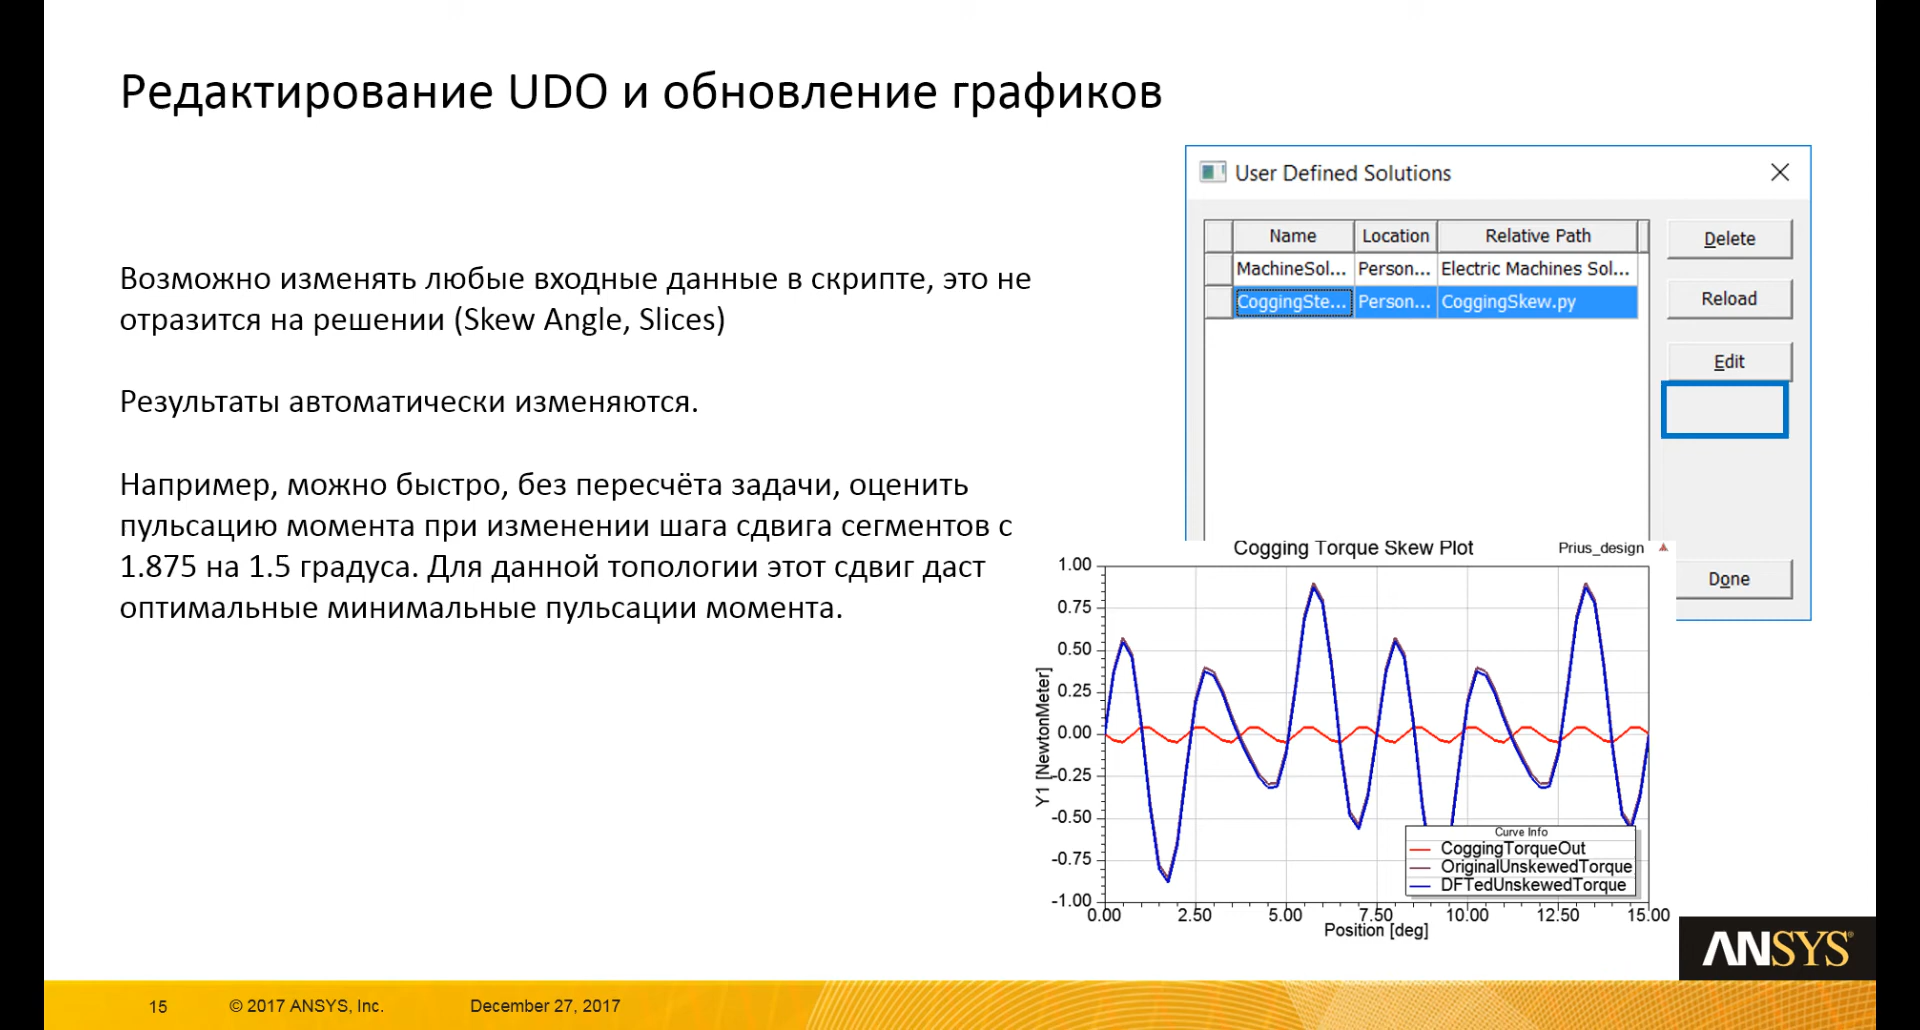 Редактирование UDO и обновление графиков
Возможно изменять любые входные данные в скрипте, это не
отразится на решении (Skew Angle, Slices)
Результаты автоматически изменяются.
Например, можно быстро, без пересчёта задачи, оценить
пульсацию момента при изменении шага сдвига сегментов с
1.875 на 1.5 градуса. Для данной топологии этот сдвиг даст
оптимальные минимальные пульсации момента.
User Defined Solutions
Name Location Relative Path
MachineSol... Person... Electric Machines Sol...
CoggingSte... Person... CoggingSkew.py
Delete
Reload
Edit
Done
Cogging Torque Skew Plot
Prius_design
1.00
0.75
0.50
0.25
0.00
-0.25
-0.50
-0.75
-1.00
Y1 [NewtonMeter]
Curve Info
CoggingTorqueOut
OriginalUnskewedTorque
DFTedUnskewedTorque
0.00 2.50 5.00 7.50 10.00 12.50 15.00
Position [deg]
ANSYS®
15 © 2017 ANSYS, Inc. December 27, 2017